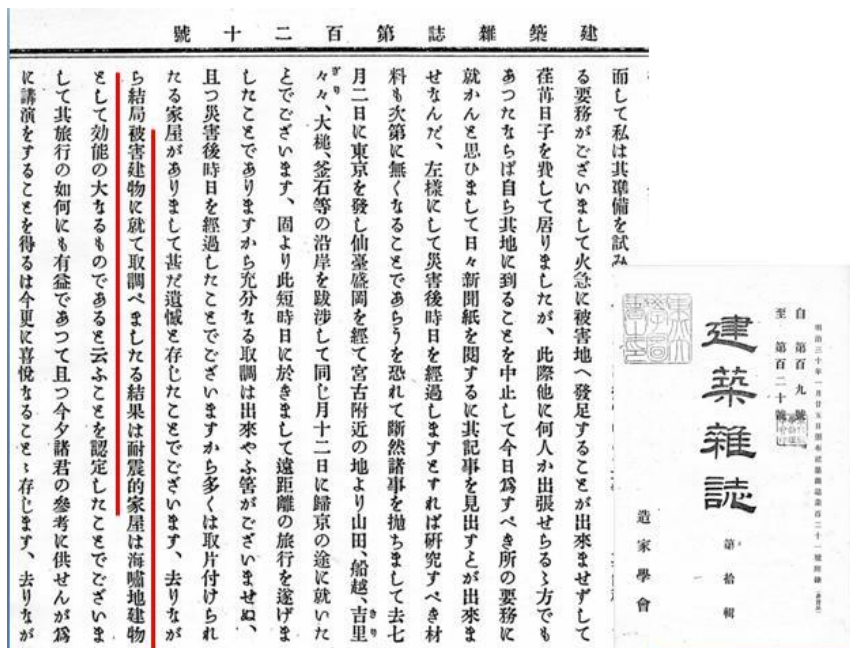 建築雜誌第百二十號
而して私は其準備を試み
る要務がございまして火急に被害地へ發足することが出來ませずして
荏苒日子を費して居りましたが、此際他に何人か出張せらるゝ方でも
あつたならば自ら其地に到ることを中止して今日爲すべき所の要務に
就かんと思ひまして日々新聞紙を閲するに其記事を見出すとが出來ま
せなんだ、左樣にして災害後時日を經過しますとすれば研究すべき材
料も次第に無くなることであらうを恐れて斷然諸事を抛ちまして去七
月二日に東京を發し仙臺盛岡を經て宮古附近の地より山田、船越、吉里
々々、大槌、釜石等の沿岸を跋渉して同じ月十二日に歸京の途に就いた
とでございます、固より此短時日に於きまして遠距離の旅行を遂げま
したことでありますから充分なる取調は出來やふ筈がございませぬ、
且つ災害後時日を經過したことでございますから多くは取片付けられ
たる家屋がありまして甚だ遺憾と存じたことでございます、去りなが
ら結局被害建物に就て取調べましたる結果は耐震的家屋は海嘯地建物
として効能の大なるものであると云ふことを認定したことでございま
して其旅行の如何にも有益であつて且つ今夕諸君の參考に供せんが爲
に講演をすることを得るは今更に喜悅なることゝ存じます、去りなが
明治三十年一月廿五日
自第百九號
至第百二十號
建築雜誌
第拾輯
造家學會